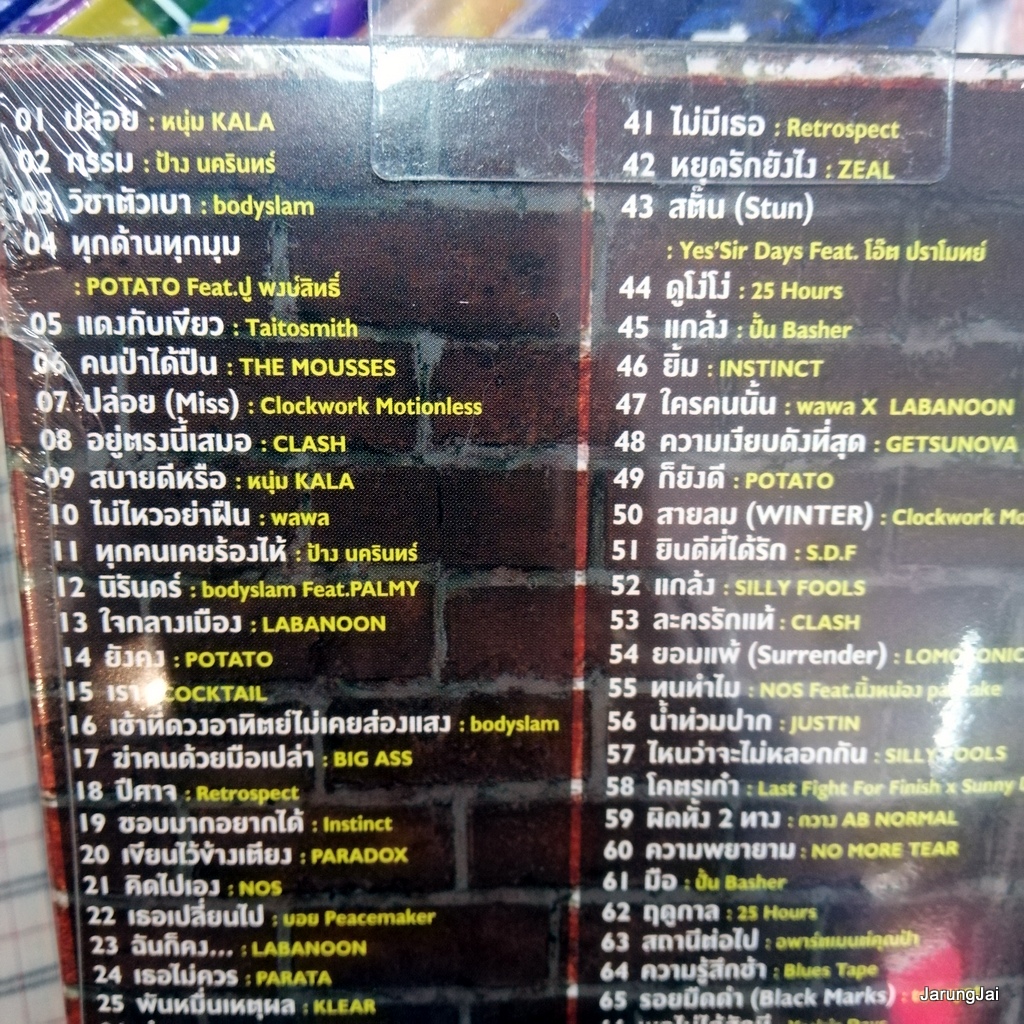 01 ปล่อย : หนุ่ม KALA
02 กรรม : ป้าง นครินทร์
03 วิชาตัวเบา : bodyslam
04 ทุกด้านทุกมุม
: POTATO Feat.ปู พงษ์สิทธิ์
05 แดงกับเขียว : Taitosmith
06 คนป่าได้ปืน : THE MOUSSES
07 ปล่อย (Miss) : Clockwork Motionless
08 อยู่ตรงนี้เสมอ : CLASH
09 สบายดีหรือ : หนุ่ม KALA
10 ไม่ไหวอย่าฝืน : wawa
11 ทุกคนเคยร้องไห้ : ป้าง นครินทร์
12 นิรันดร์ : bodyslam Feat.PALMY
13 ใจกลางเมือง : LABANOON
14 ยังคง : POTATO
15 เรา COCKTAIL
16 เช้าที่ดวงอาทิตย์ไม่เคยส่องแสง : bodyslam
17 ฆ่าคนด้วยมือเปล่า : BIG ASS
18 ปีศาจ : Retrospect
19 ชอบมากอยากได้ : Instinct
20 เขียนไว้ข้างเตียง : PARADOX
21 คิดไปเอง : NOS
22 เธอเปลี่ยนไป : บอย Peacemaker
23 ฉันก็คง... : LABANOON
24 เธอไม่ควร : PARATA
25 พันหมื่นเหตุผล : KLEAR
41 ไม่มีเธอ : Retrospect
42 หยุดรักยังไง : ZEAL
43 สตั๊น (Stun)
: Yes'Sir Days Feat. โอ๊ต ปราโมทย์
44 ดูโง่โง่ : 25 Hours
45 แกล้ง : ปั้น Basher
46 ยิ้ม : INSTINCT
47 ใครคนนั้น : wawa X LABANOON
48 ความเงียบดังที่สุด : GETSUNOVA
49 ก็ยังดี : POTATO
50 สายลม (WINTER) : Clockwork Mo
51 ยินดีที่ได้รัก : S.D.F
52 แกล้ง : SILLY FOOLS
53 ละครรักแท้ : CLASH
54 ยอมแพ้ (Surrender) : LOMOSONIC
55 ทนทำไม : NOS Feat.นิ้งหน่อง
56 น้ำท่วมปาก : JUSTIN
57 ไหนว่าจะไม่หลอกกัน : SILLY FOOLS
58 โคตรเก๋า : Last Fight For Finish x Sunny
59 ผิดทั้ง 2 ทาง : กวาง AB NORMAL
60 ความพยายาม : NO MORE TEAR
61 มือ : ปั้น Basher
62 ฤดูกาล : 25 Hours
63 สถานีต่อไป : อพาร์ตเมนต์คุณป้า
64 ความรู้สึกช้า : Blues Tape
65 รอยมืดดำ (Black Marks) :
JarungJai